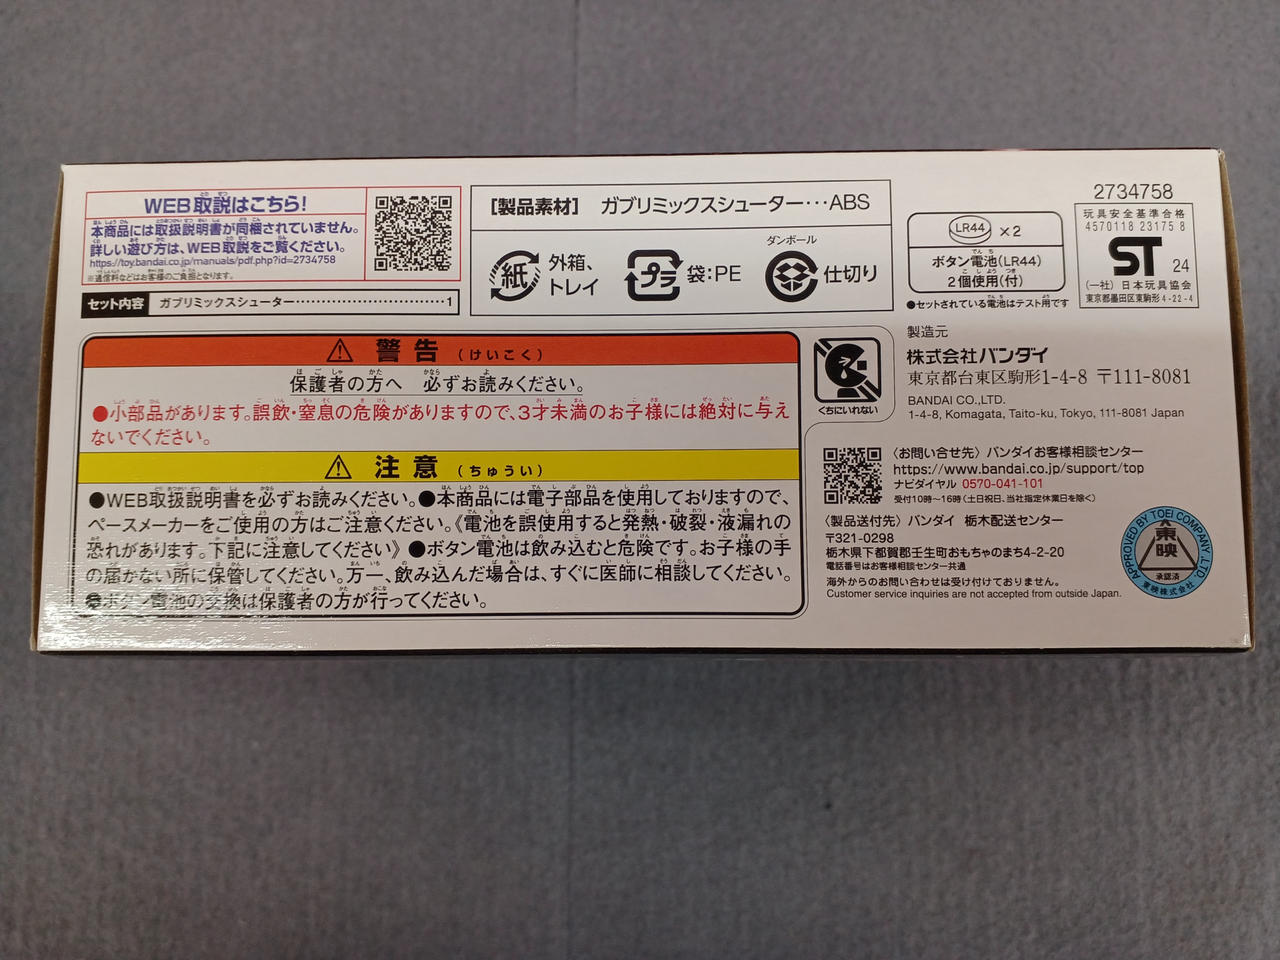 WEB取説はこちら!
本商品には取扱説明書が同梱されていません。
詳しい遊び方は、WEB取説をご覧ください。
https://toy.bandai.co.jp/manuals/pdf.php?id=2734758
※通信料などはお客様のご負担となります。
セット内容 ガブリミックスシューター……………………………1
【製品素材】 ガブリミックスシューター…ABS
紙 外箱、
トレイ
プラ 袋:PE
ダンボール
仕切り
LR44 ×2
ボタン電池(LR44)
2個使用(付)
●セットされている電池はテスト用です
2734758
玩具安全基準合格
4570118 23175 8
ST 24
(一社) 日本玩具協会
東京都墨田区東駒形4-22-4
⚠ 警告 (けいこく)
保護者の方へ 必ずお読みください。
●小部品があります。誤飲・窒息の危険がありますので、3才未満のお子様には絶対に与え
ないでください。
⚠ 注意 (ちゅうい)
●WEB取扱説明書を必ずお読みください。●本商品には電子部品を使用しておりますので、
ペースメーカーをご使用の方はご注意ください。《電池を誤使用すると発熱・破裂・液漏れの
恐れがあります。下記に注意してください》●ボタン電池は飲み込むと危険です。お子様の手
の届かない所に保管してください。万一、飲み込んだ場合は、すぐに医師に相談してください。
●ボタン電池の交換は保護者の方が行ってください。
くちにいれない
製造元
株式会社バンダイ
東京都台東区駒形1-4-8 〒111-8081
BANDAI CO.,LTD.
1-4-8, Komagata, Taito-ku, Tokyo, 111-8081 Japan
〈お問い合せ先〉バンダイお客様相談センター
https://www.bandai.co.jp/support/top
ナビダイヤル 0570-041-101
受付10時〜16時(土日祝日、当社指定休業日を除く)
〈製品送付先〉バンダイ 栃木配送センター
〒321-0298
栃木県下都賀郡壬生町おもちゃのまち4-2-20
電話番号はお客様相談センター共通
海外からのお問い合わせは受け付けておりません。
Customer service inquiries are not accepted from outside Japan.
APPROVED BY TOEI COMPANY, LTD.
東映
承認済
東映株式会社